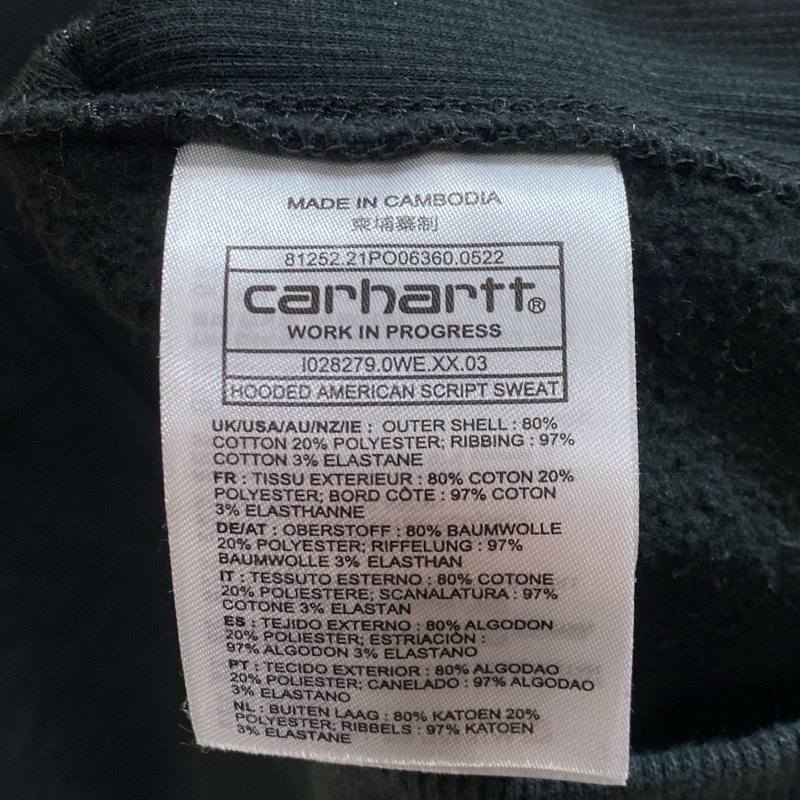 MADE IN CAMBODIA
柬埔寨制
81252.21PO06360.0522
carhartt®
WORK IN PROGRESS
I028279.0WE.XX.03
HOODED AMERICAN SCRIPT SWEAT
UK/USA/AU/NZ/IE : OUTER SHELL : 80%
COTTON 20% POLYESTER; RIBBING : 97%
COTTON 3% ELASTANE
FR : TISSU EXTERIEUR : 80% COTON 20%
POLYESTER; BORD CÔTE : 97% COTON
3% ELASTHANNE
DE/AT : OBERSTOFF : 80% BAUMWOLLE
20% POLYESTER; RIFFELUNG : 97%
BAUMWOLLE 3% ELASTHAN
IT : TESSUTO ESTERNO : 80% COTONE
20% POLIESTERE; SCANALATURA : 97%
COTONE 3% ELASTAN
ES : TEJIDO EXTERNO : 80% ALGODON
20% POLIESTER; ESTRIACIÓN :
97% ALGODON 3% ELASTANO
PT : TECIDO EXTERIOR : 80% ALGODAO
20% POLIESTER; CANELADO : 97% ALGODAO
3% ELASTANO
NL : BUITEN LAAG : 80% KATOEN 20%
POLYESTER; RIBBELS : 97% KATOEN
3% ELASTANE